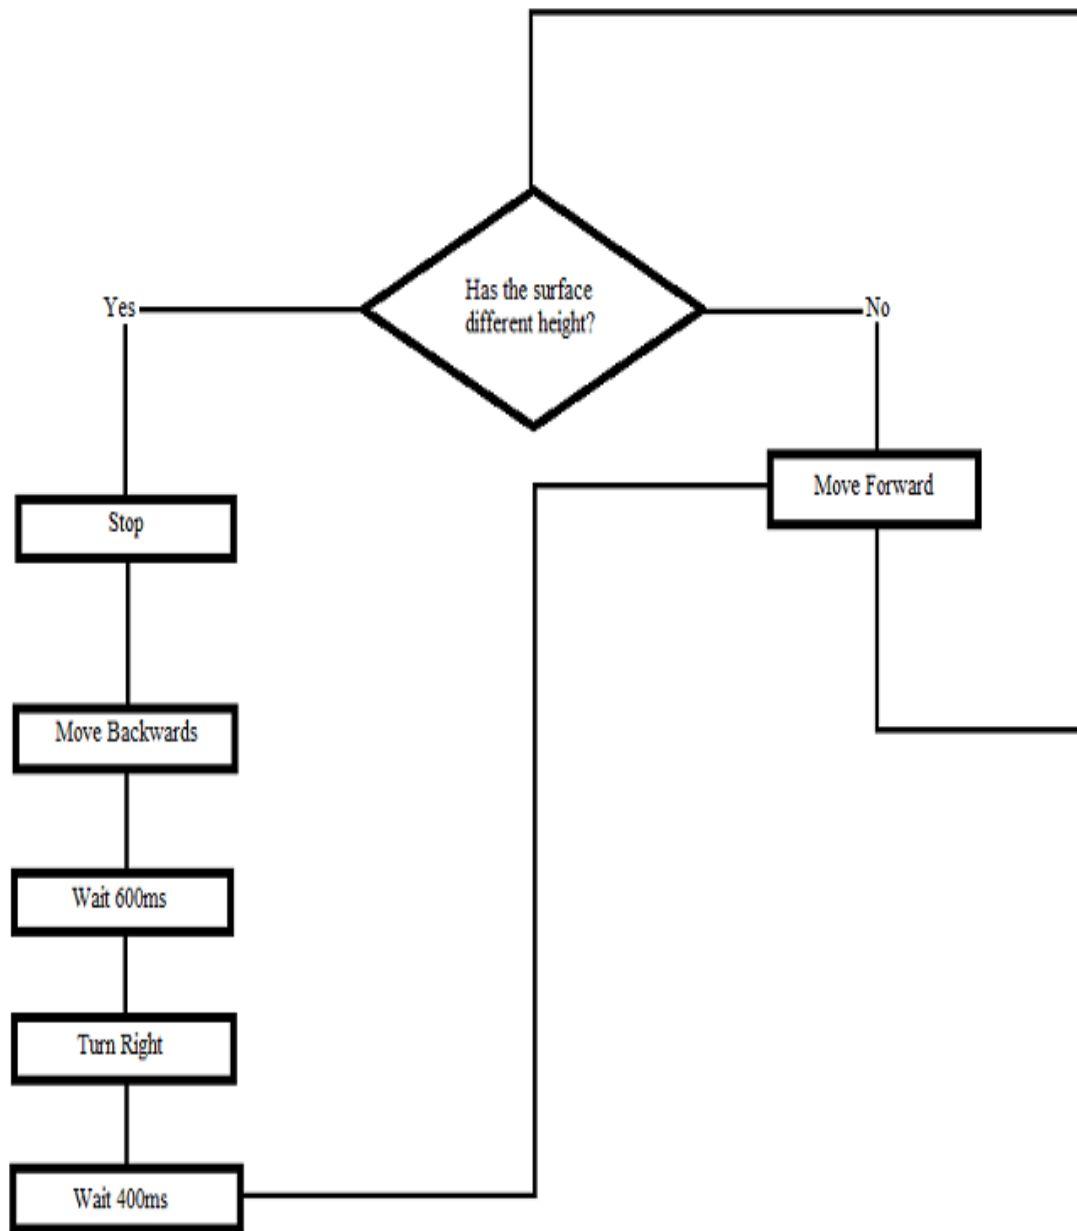 Has the surface
different height?
Yes
No
Move Forward
Stop
Move Backwards
Wait 600ms
Turn Right
Wait 400ms